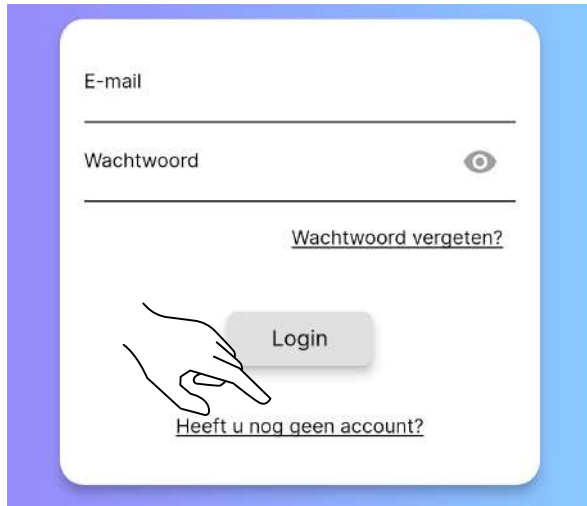 E-mail
Wachtwoord
Wachtwoord vergeten?
Login
Heeft u nog geen account?